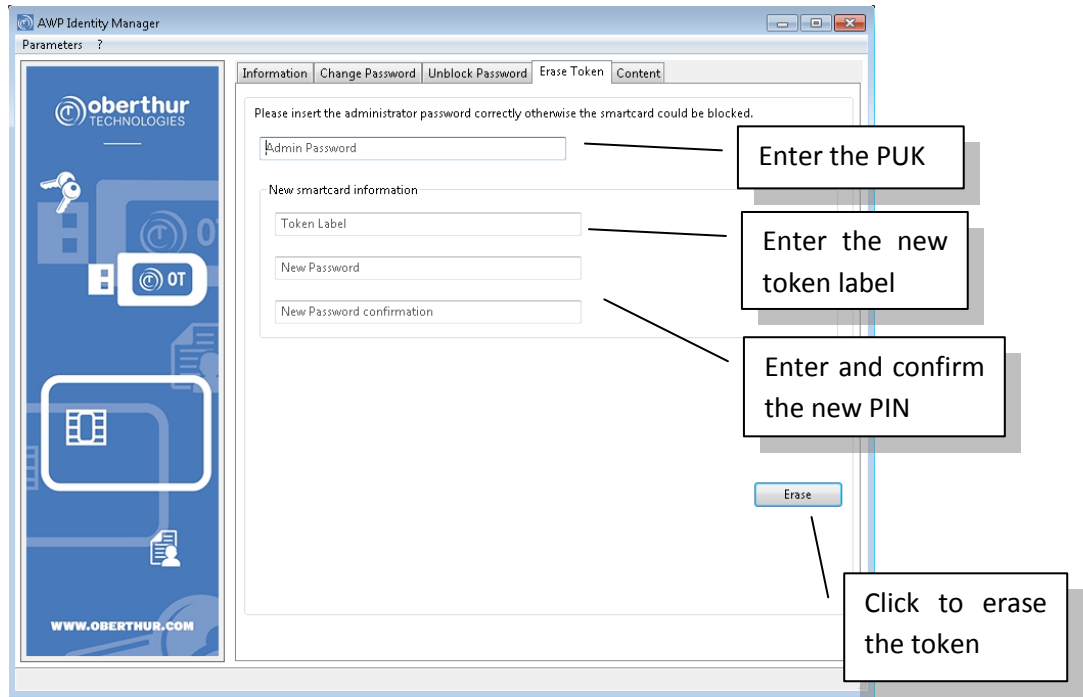 AWP Identity Manager
Parameters ?
Information Change Password Unblock Password Erase Token Content
oberthur
TECHNOLOGIES
Please insert the administrator password correctly otherwise the smartcard could be blocked.
Admin Password
Enter the PUK
New smartcard information
Token Label
Enter the new
token label
New Password
New Password confirmation
Enter and confirm
the new PIN
OT
Erase
Click to erase
the token
WWW.OBERTHUR.COM